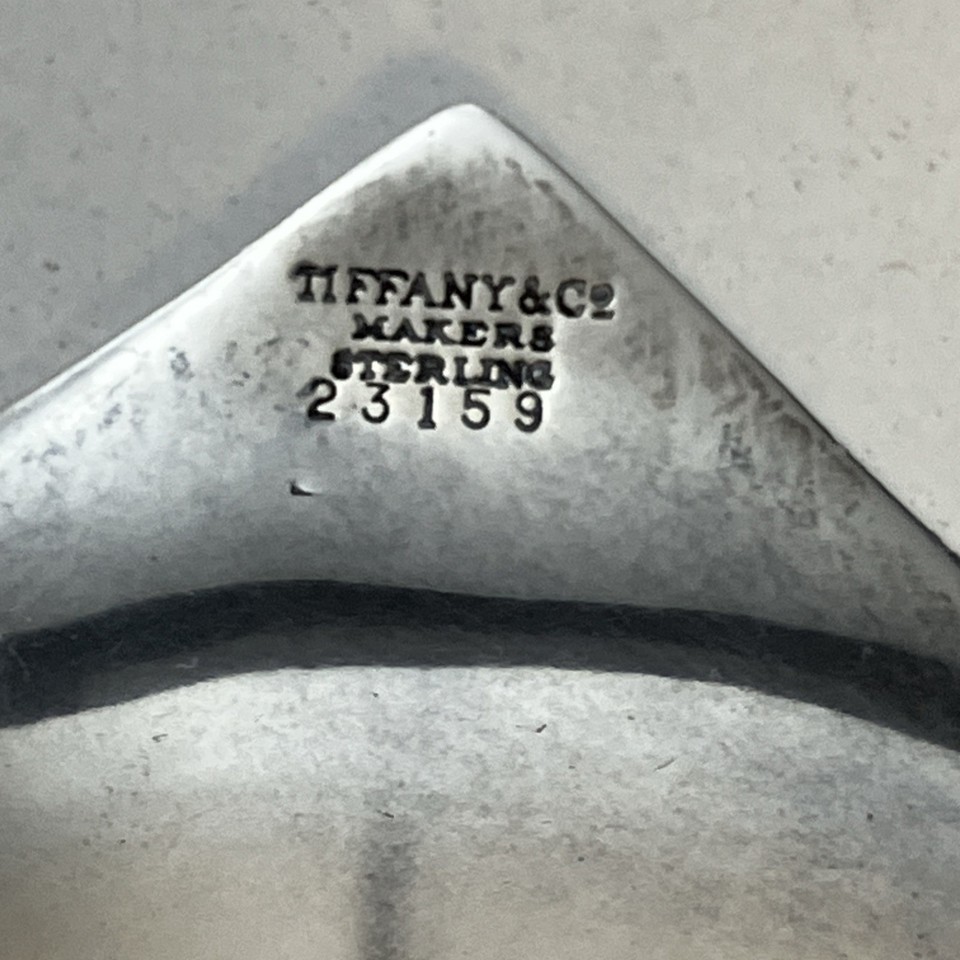 TIFFANY & Cº
MAKERS
STERLING
23159